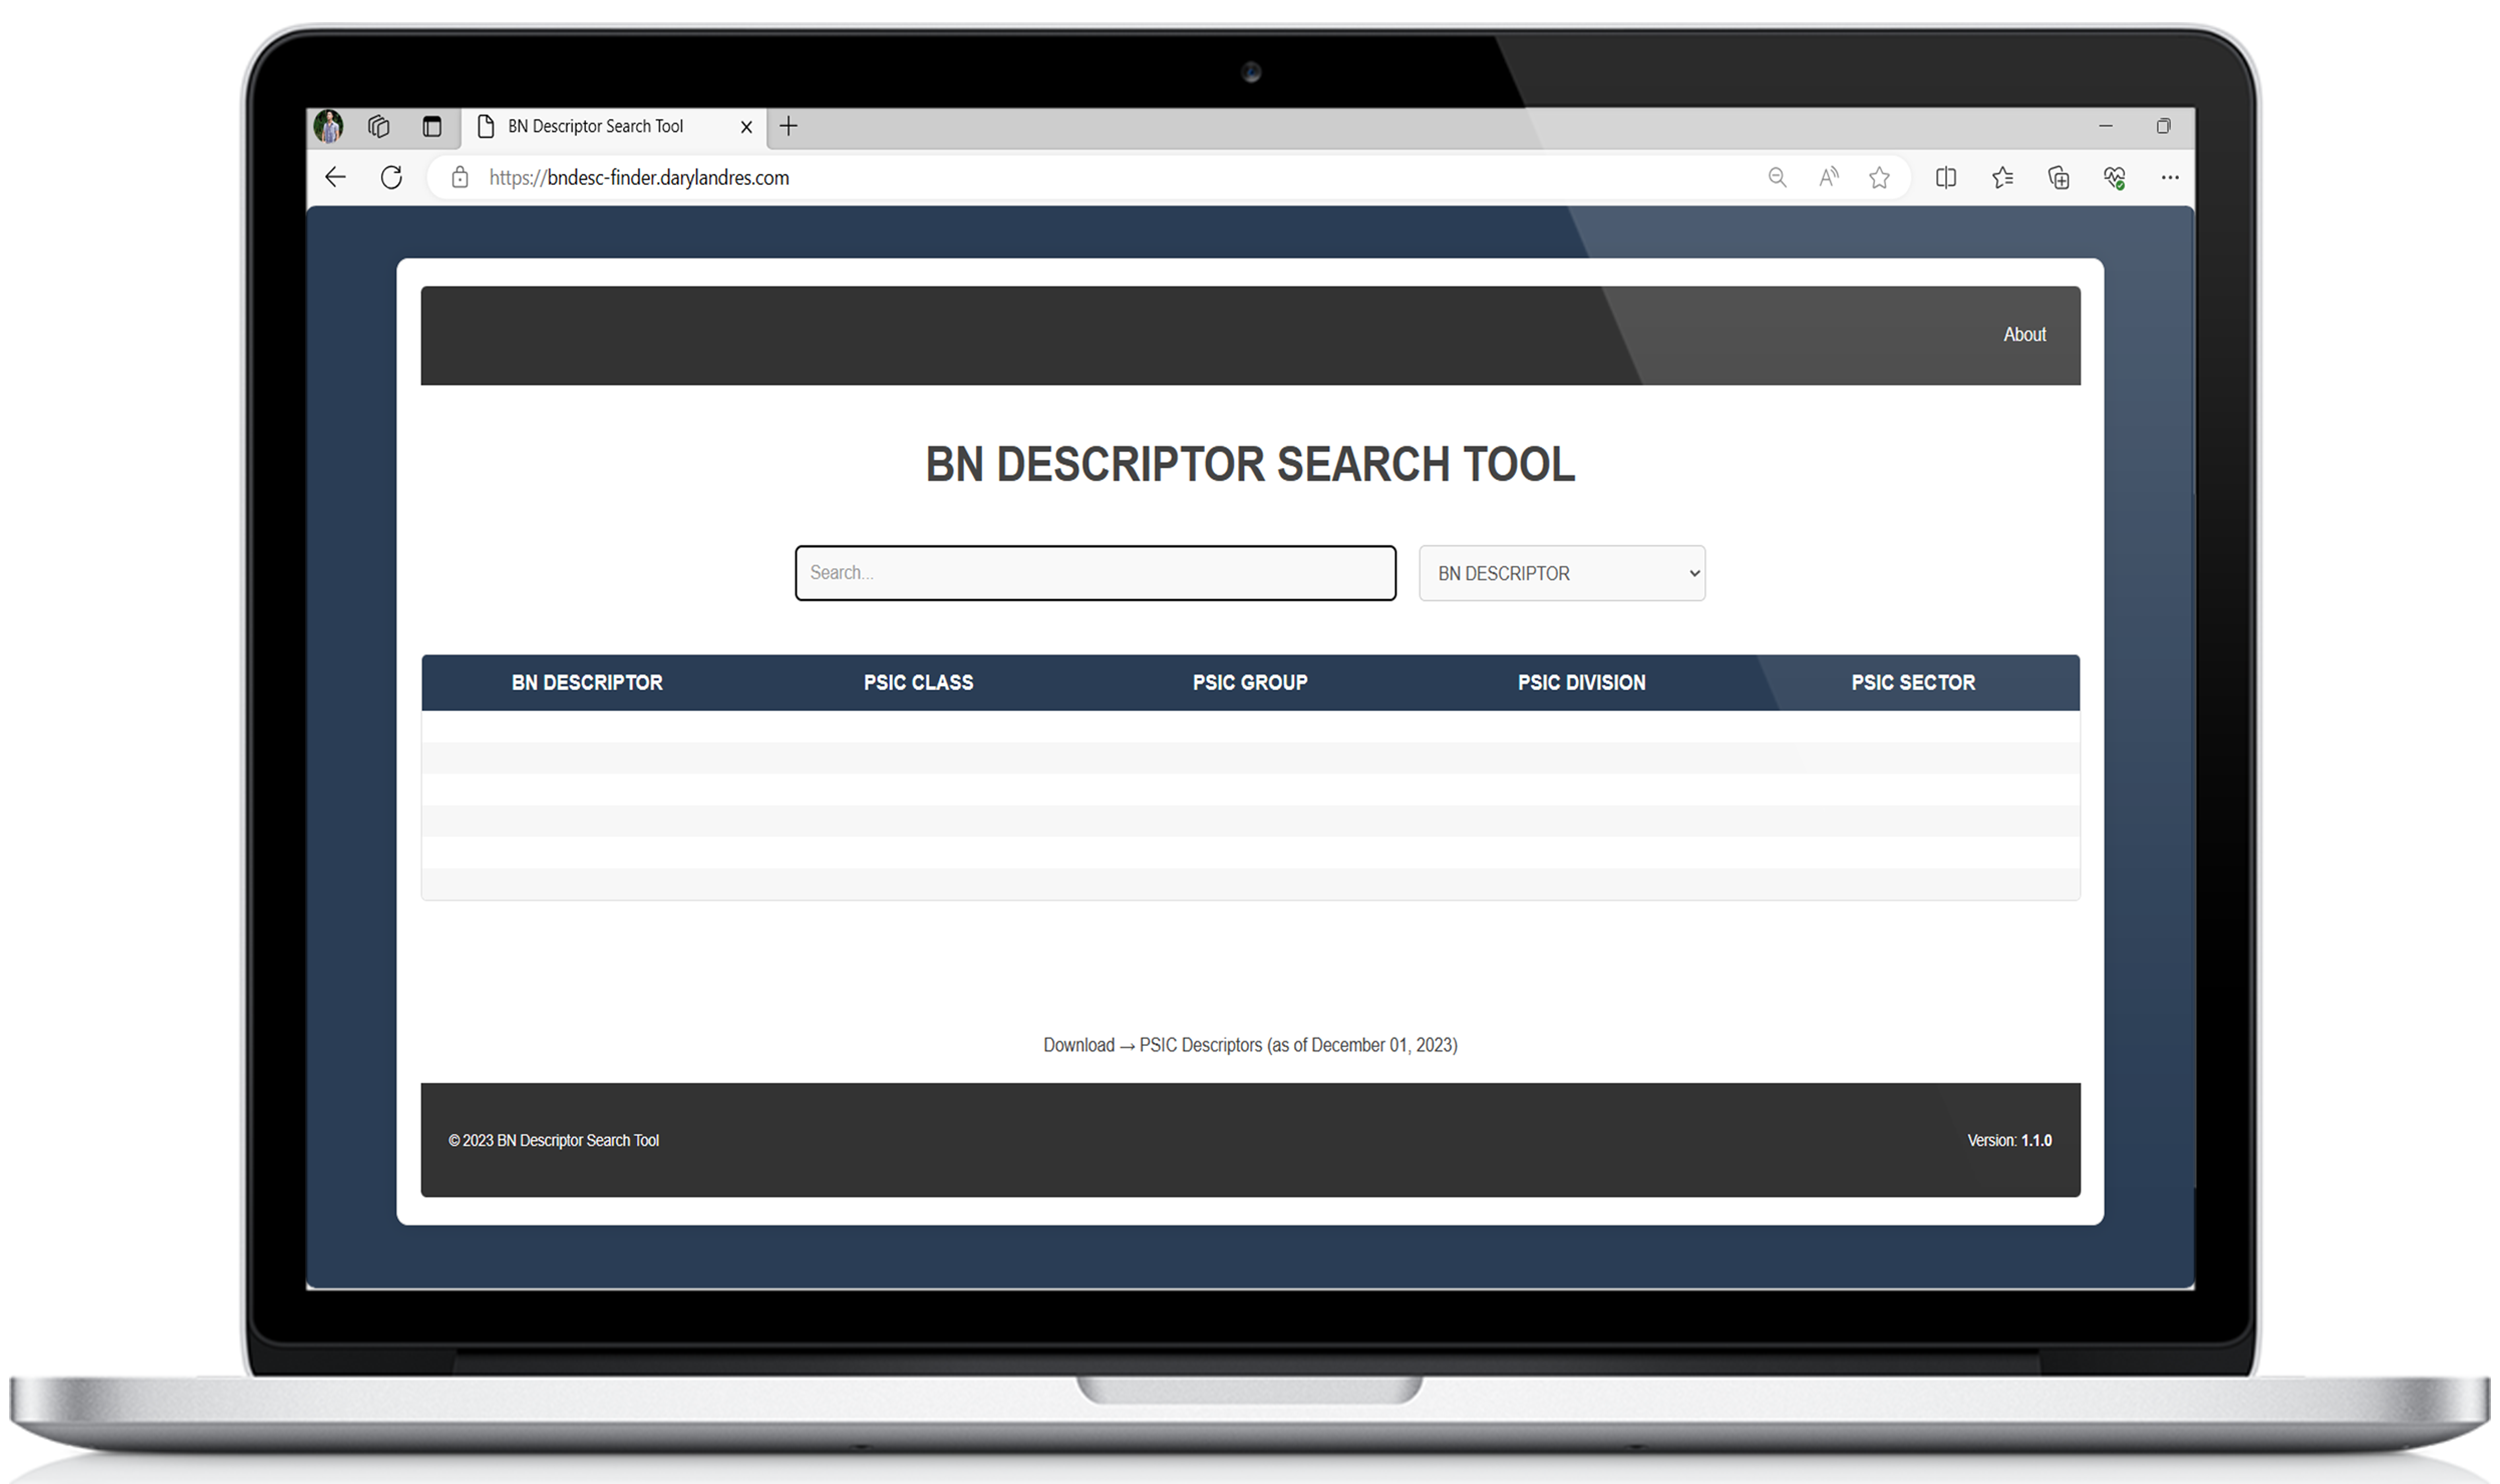 BN Descriptor Search Tool
https://bndesc-finder.darylandres.com
About
BN DESCRIPTOR SEARCH TOOL
Search...
BN DESCRIPTOR
BN DESCRIPTOR PSIC CLASS PSIC GROUP PSIC DIVISION PSIC SECTOR
Download → PSIC Descriptors (as of December 01, 2023)
© 2023 BN Descriptor Search Tool
Version: 1.1.0